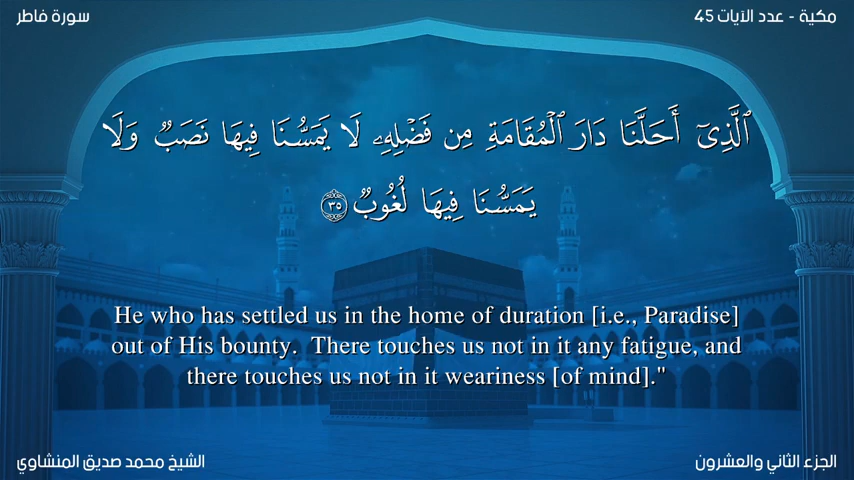 سورة فاطر
مكية - عدد الآيات 45
ٱلَّذِىٓ أَحَلَّنَا دَارَ ٱلْمُقَامَةِ مِن فَضْلِهِۦ لَا يَمَسُّنَا فِيهَا نَصَبٌ وَلَا
يَمَسُّنَا فِيهَا لُغُوبٌ ٣٥
He who has settled us in the home of duration [i.e., Paradise]
out of His bounty.  There touches us not in it any fatigue, and
there touches us not in it weariness [of mind]."
الشيخ محمد صديق المنشاوي
الجزء الثاني والعشرون